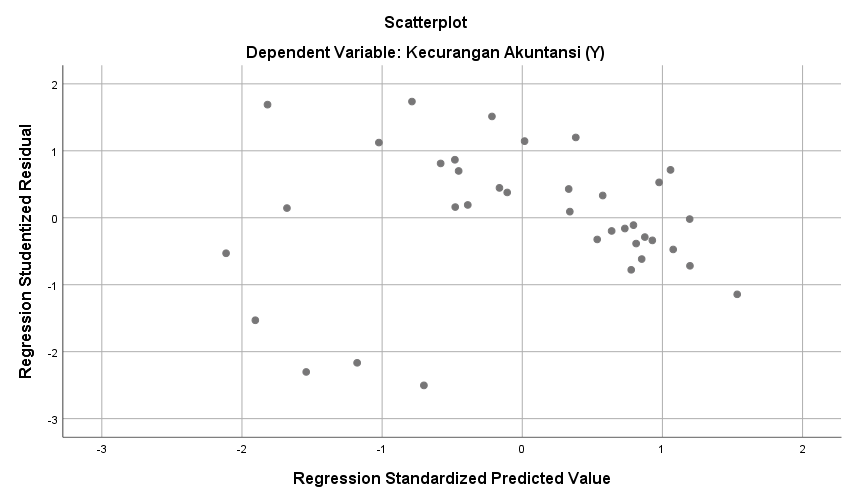 Scatterplot
Dependent Variable: Kecurangan Akuntansi (Y)
Regression Studentized Residual
2
1
0
-1
-2
-3
-3 -2 -1 0 1 2
Regression Standardized Predicted Value